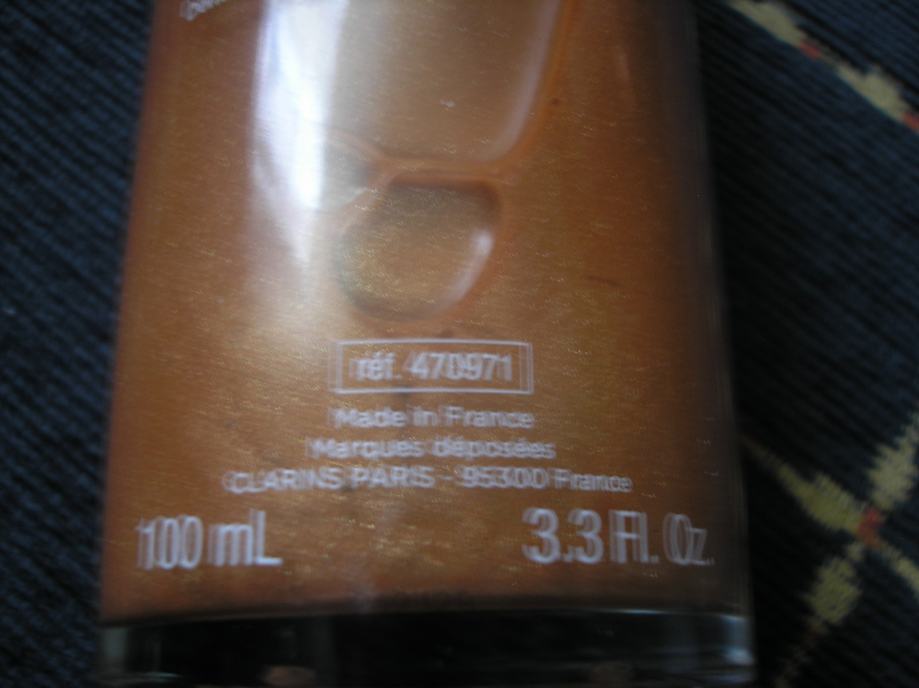 réf. 470971
Made in France
Marques déposées
CLARINS PARIS - 95300 France
100 mL 3.3 Fl. Oz.